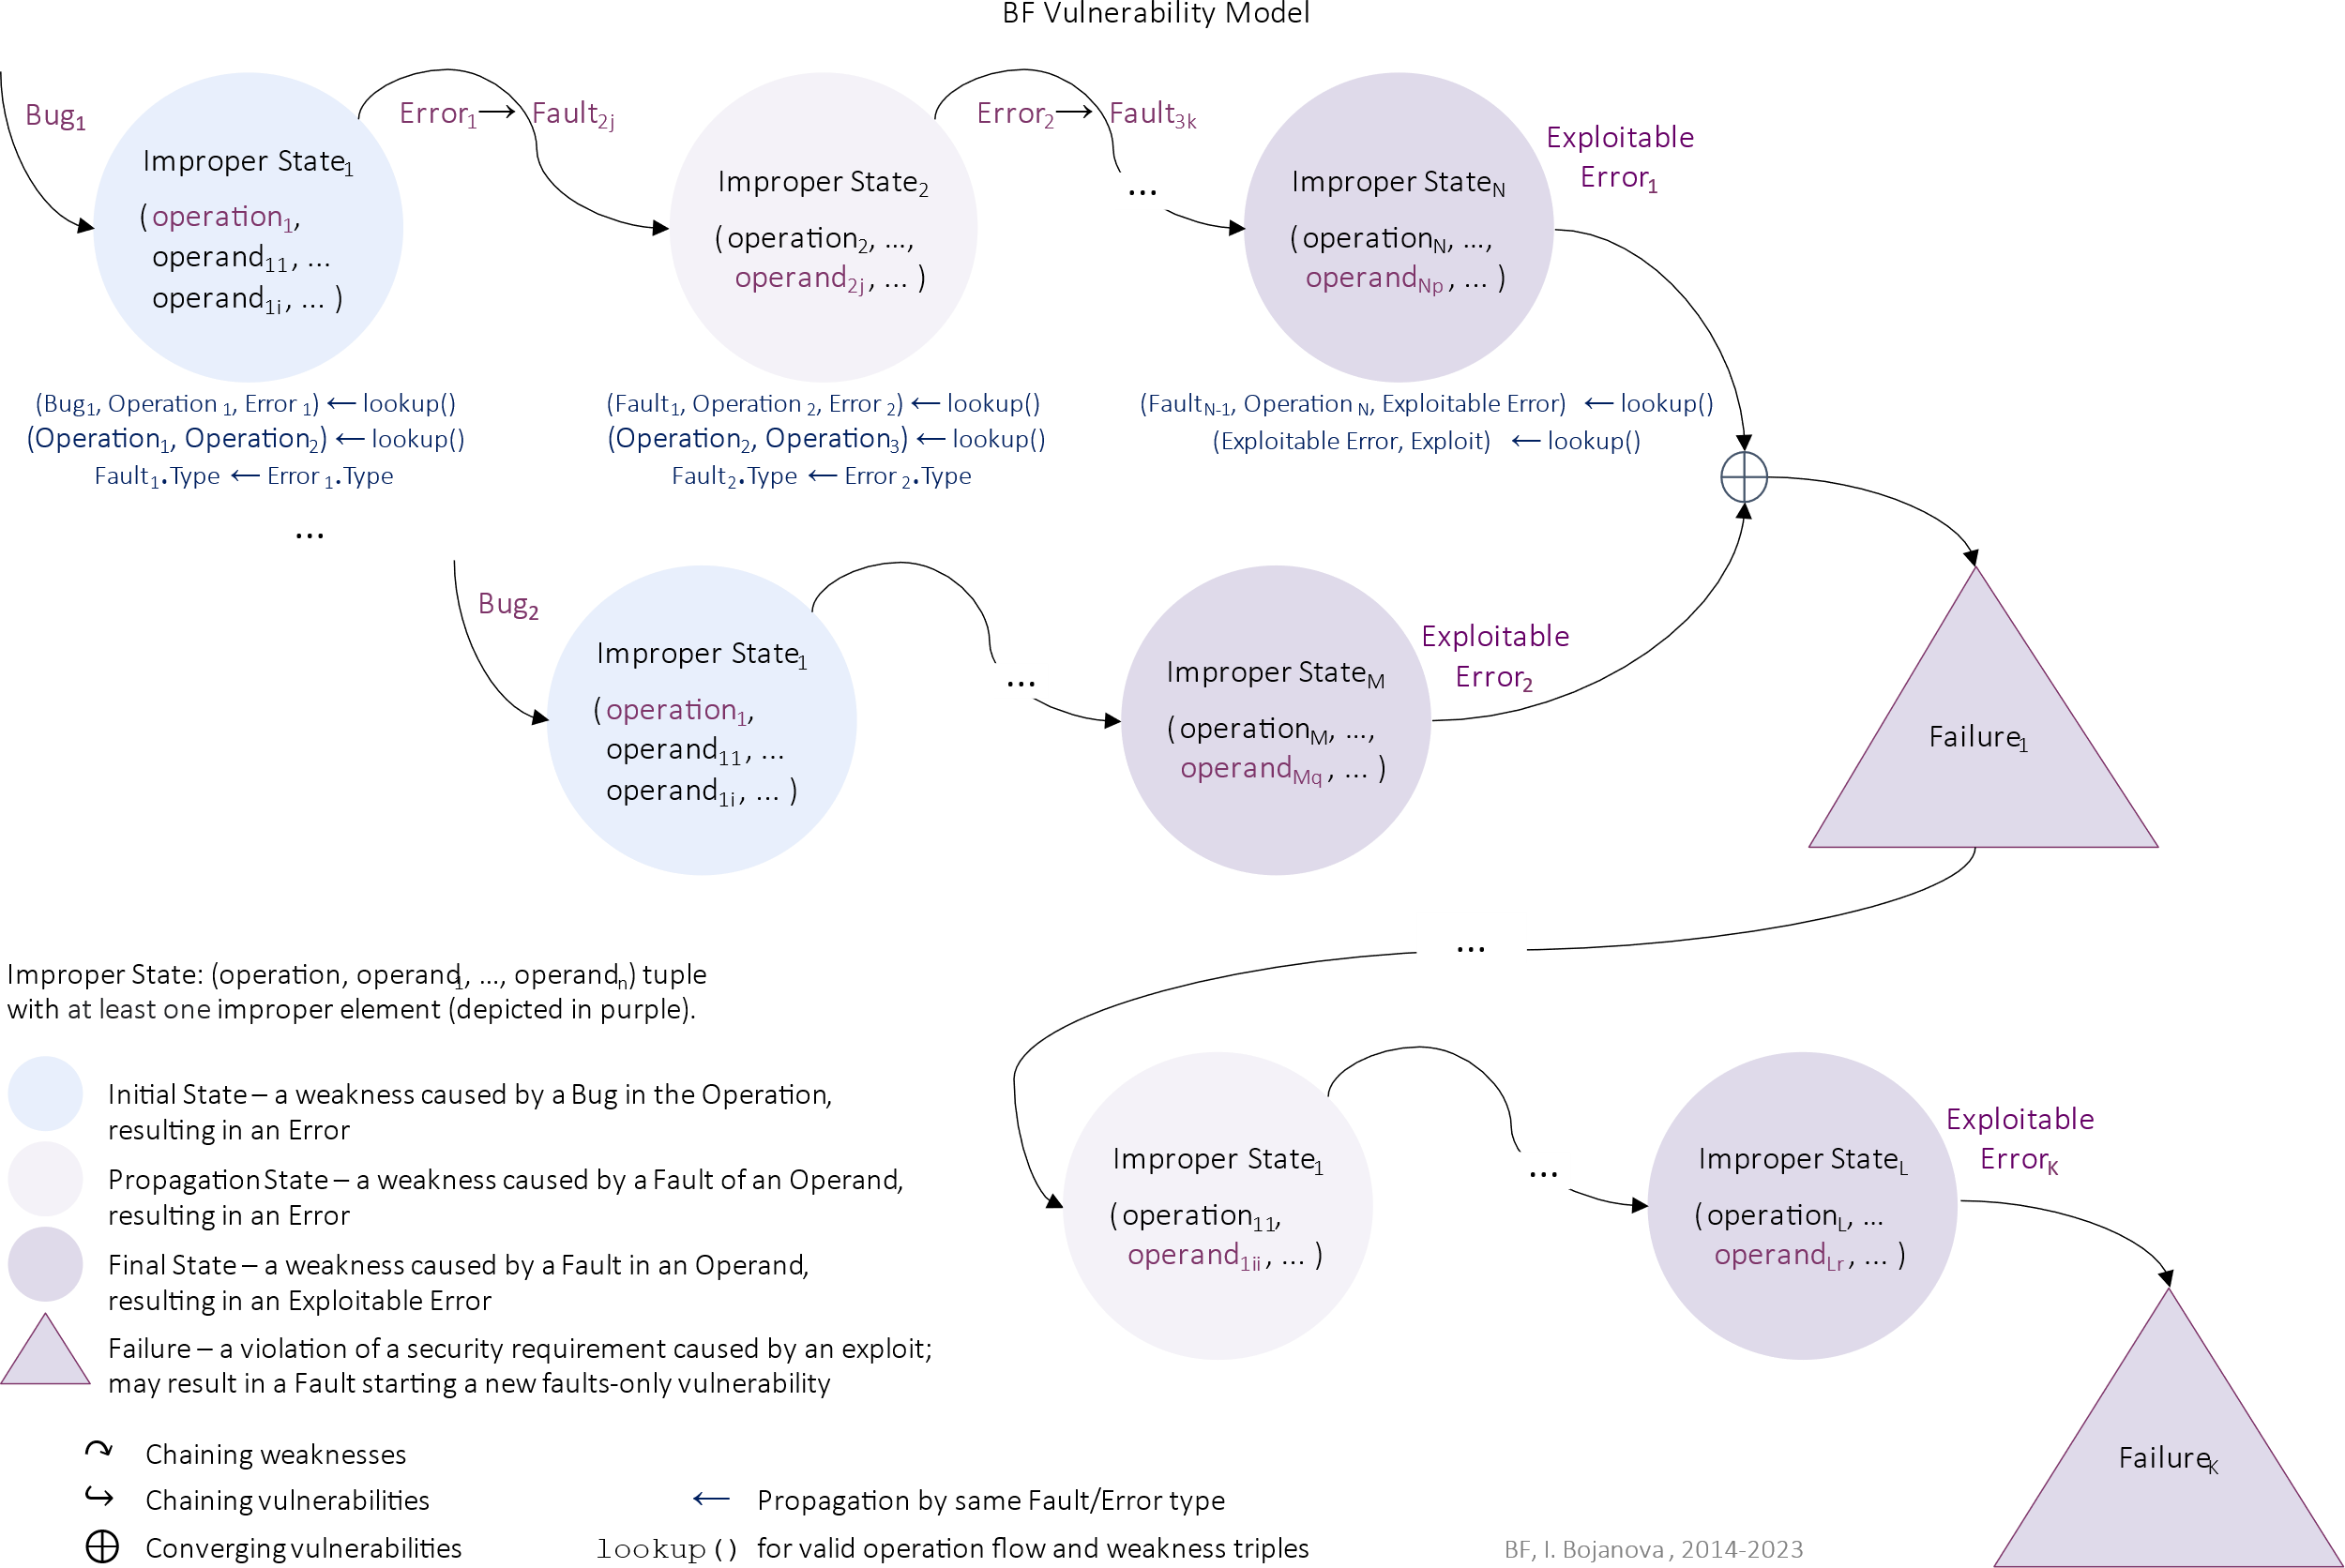 BF Vulnerability Model
Bug1
Error1 → Fault2j
Error2 → Fault3k
Exploitable
Error1
Improper State1
(operation1,
operand11, ...
operand1i, ... )
Improper State2
(operation2, ...,
operand2j, ... )
...
Improper StateN
(operationN, ...,
operandNp, ... )
(Bug1, Operation 1, Error 1) ← lookup()
(Operation1, Operation2) ← lookup()
Fault1.Type ← Error 1.Type
(Fault1, Operation 2, Error 2) ← lookup()
(Operation2, Operation3) ← lookup()
Fault2.Type ← Error 2.Type
(FaultN-1, Operation N, Exploitable Error) ← lookup()
(Exploitable Error, Exploit) ← lookup()
...
Bug2
Improper State1
(operation1,
operand11, ...
operand1i, ... )
...
Improper StateM
(operationM, ...,
operandMq, ... )
Exploitable
Error2
Failure1
...
Improper State: (operation, operand1, ..., operandn) tuple
with at least one improper element (depicted in purple).
Initial State – a weakness caused by a Bug in the Operation,
resulting in an Error
Propagation State – a weakness caused by a Fault of an Operand,
resulting in an Error
Final State – a weakness caused by a Fault in an Operand,
resulting in an Exploitable Error
Failure – a violation of a security requirement caused by an exploit;
may result in a Fault starting a new faults-only vulnerability
Improper State1
(operation11,
operand1ii, ... )
...
Improper StateL
(operationL, ...
operandLr, ... )
Exploitable
ErrorK
FailureK
Chaining weaknesses
Chaining vulnerabilities
Converging vulnerabilities
← Propagation by same Fault/Error type
lookup() for valid operation flow and weakness triples
BF, I. Bojanova, 2014-2023